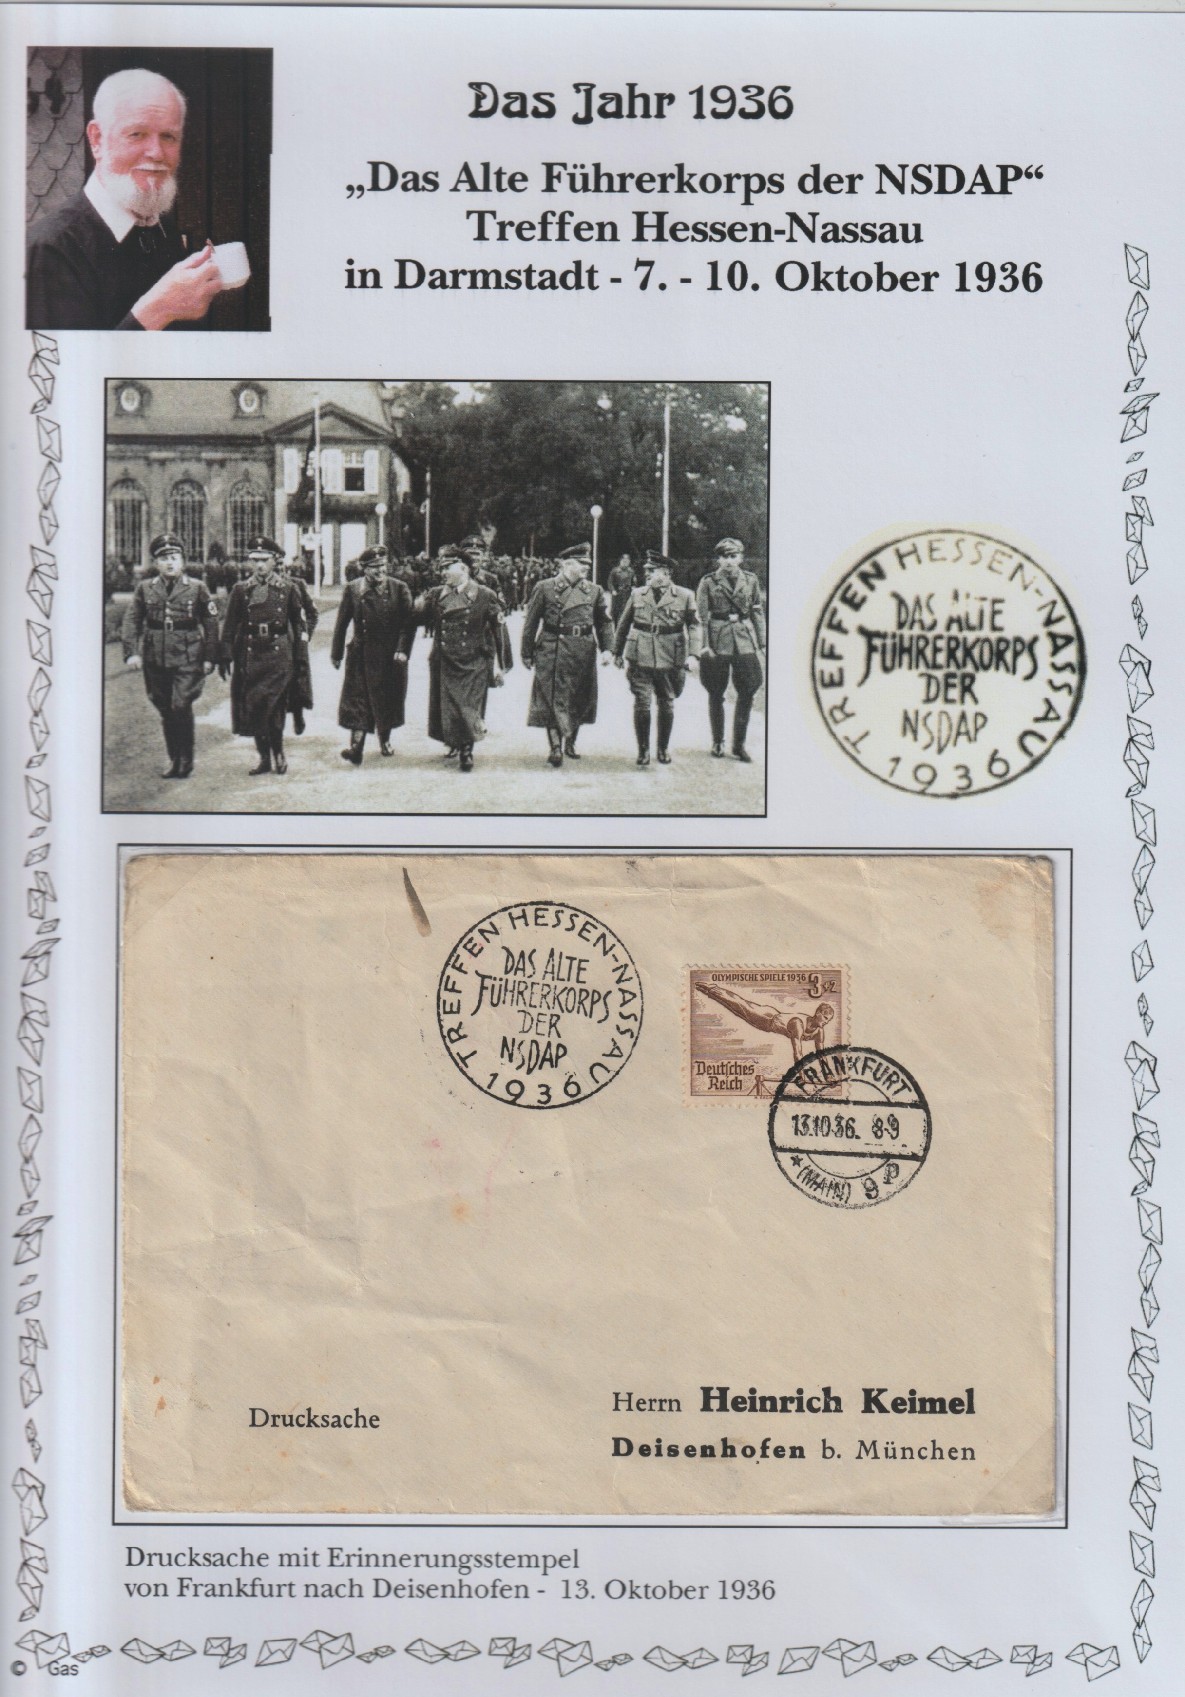 Das Jahr 1936
„Das Alte Führerkorps der NSDAP“
Treffen Hessen-Nassau
in Darmstadt - 7. - 10. Oktober 1936
TREFFEN HESSEN-NASSAU
DAS ALTE
FÜHRERKORPS
DER
NSDAP
1936
TREFFEN HESSEN-NASSAU
DAS ALTE
FÜHRERKORPS
DER
NSDAP
1936
OLYMPISCHE SPIELE 1936 3+2
Deutsches
Reich
FRANKFURT
13.10.36. 8-9
* (MAIN) 9 p
Drucksache
Herrn Heinrich Keimel
Deisenhofen b. München
Drucksache mit Erinnerungsstempel
von Frankfurt nach Deisenhofen - 13. Oktober 1936
© Gas